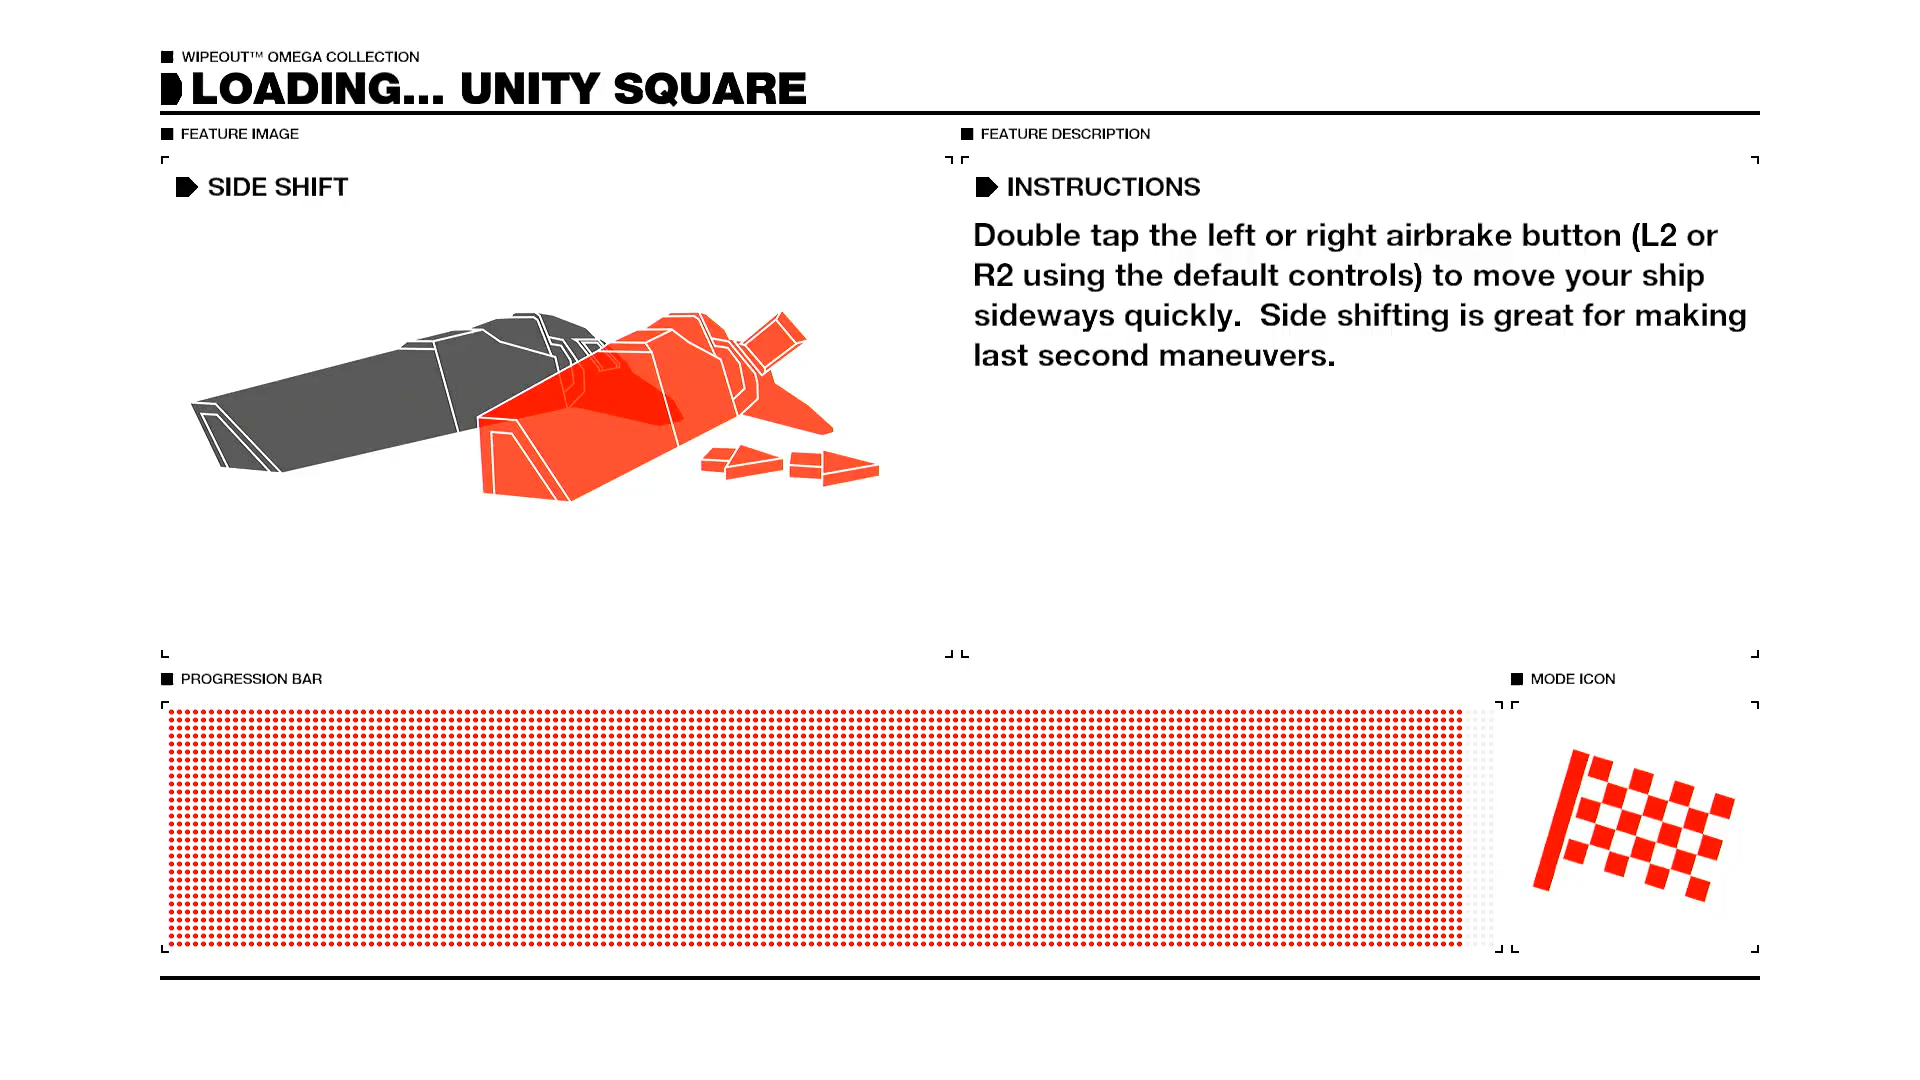 WIPEOUT™ OMEGA COLLECTION
LOADING... UNITY SQUARE
FEATURE IMAGE
SIDE SHIFT
FEATURE DESCRIPTION
INSTRUCTIONS
Double tap the left or right airbrake button (L2 or
R2 using the default controls) to move your ship
sideways quickly.  Side shifting is great for making
last second maneuvers.
PROGRESSION BAR
MODE ICON